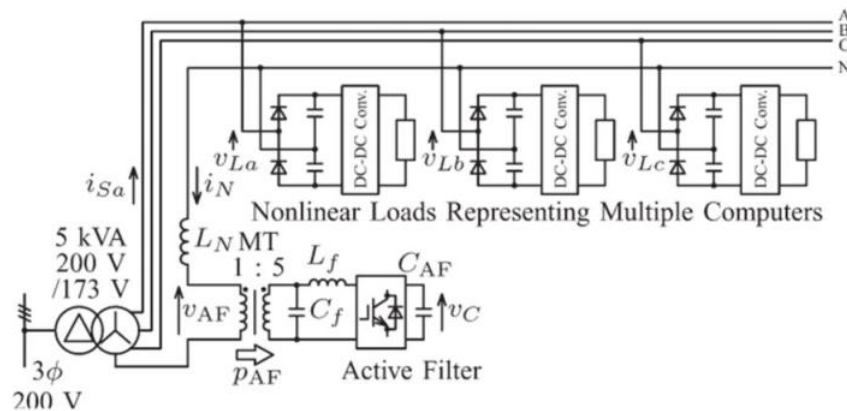 A
B
C
N
DC-DC Conv.
DC-DC Conv.
DC-DC Conv.
v_La
v_Lb
v_Lc
i_Sa
i_N
Nonlinear Loads Representing Multiple Computers
5 kVA
200 V
/173 V
L_N MT
1 : 5
L_f
C_AF
v_AF
C_f
v_C
3ϕ
200 V
p_AF
Active Filter